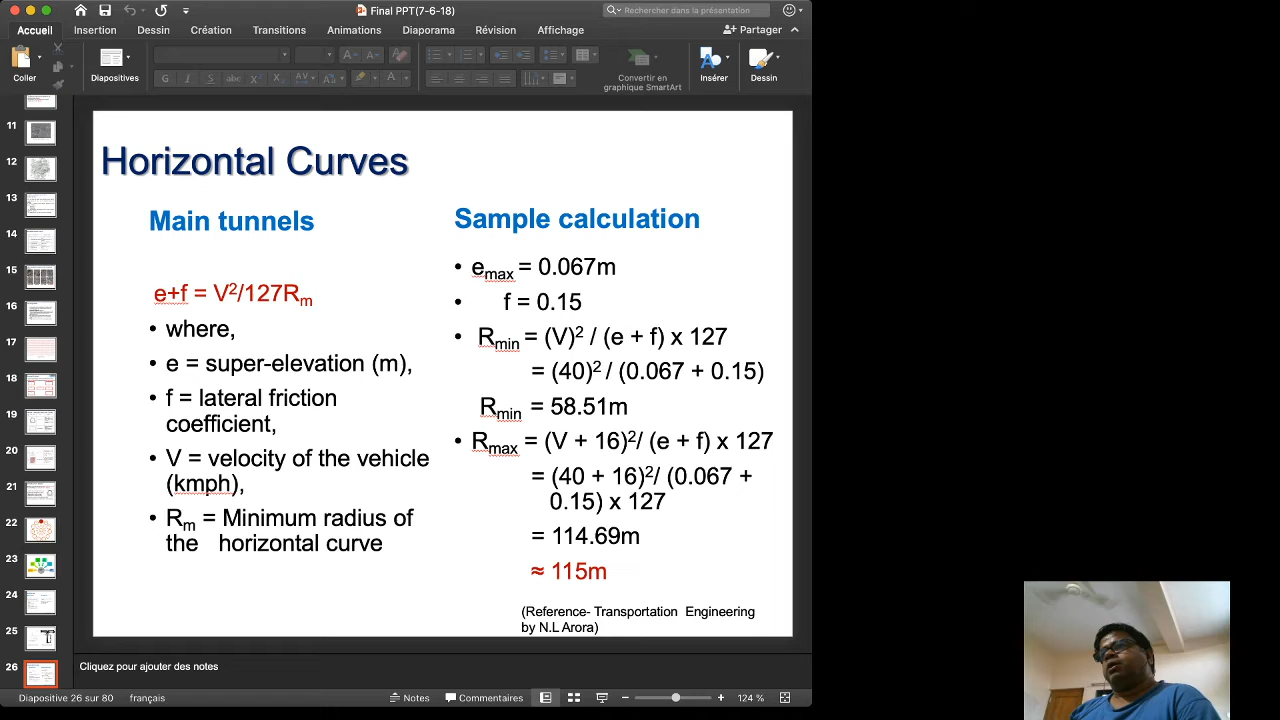 Final PPT(7-6-18)
Rechercher dans la présentation
Accueil Insertion Dessin Création Transitions Animations Diaporama Révision Affichage Partager
Coller
Diapositives
G I S abc X² X₂ AV Aa A
Convertir en
graphique SmartArt
Insérer
Dessin
11
12
13
14
15
16
17
18
19
20
21
22
23
24
25
26
Horizontal Curves
Main tunnels
e+f = V²/127Rm
• where,
• e = super-elevation (m),
• f = lateral friction
coefficient,
• V = velocity of the vehicle
(kmph),
• Rm = Minimum radius of
the horizontal curve
Sample calculation
• emax = 0.067m
• f = 0.15
• Rmin = (V)² / (e + f) x 127
= (40)² / (0.067 + 0.15)
Rmin = 58.51m
• Rmax = (V + 16)²/ (e + f) x 127
= (40 + 16)²/ (0.067 +
0.15) x 127
= 114.69m
≈ 115m
(Reference- Transportation Engineering
by N.L Arora)
Cliquez pour ajouter des notes
Diapositive 26 sur 80 français Notes Commentaires 124 %